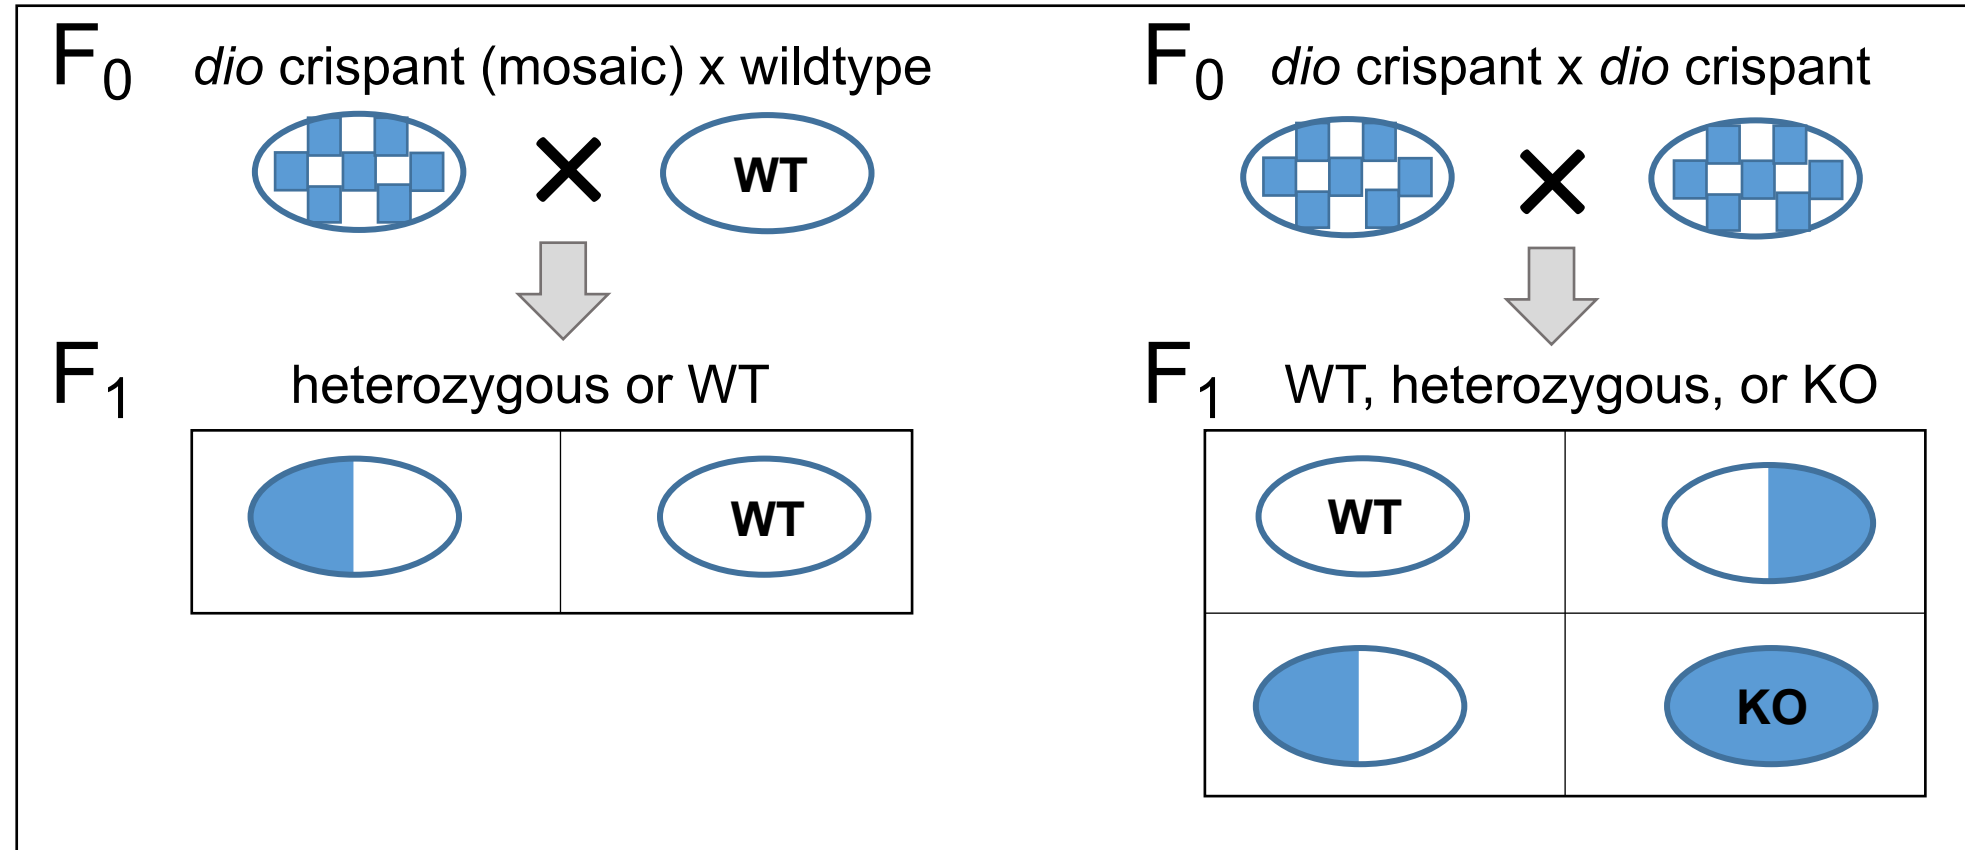 F0 dio crispant (mosaic) x wildtype
WT
F1 heterozygous or WT
WT
F0 dio crispant x dio crispant
F1 WT, heterozygous, or KO
WT
KO